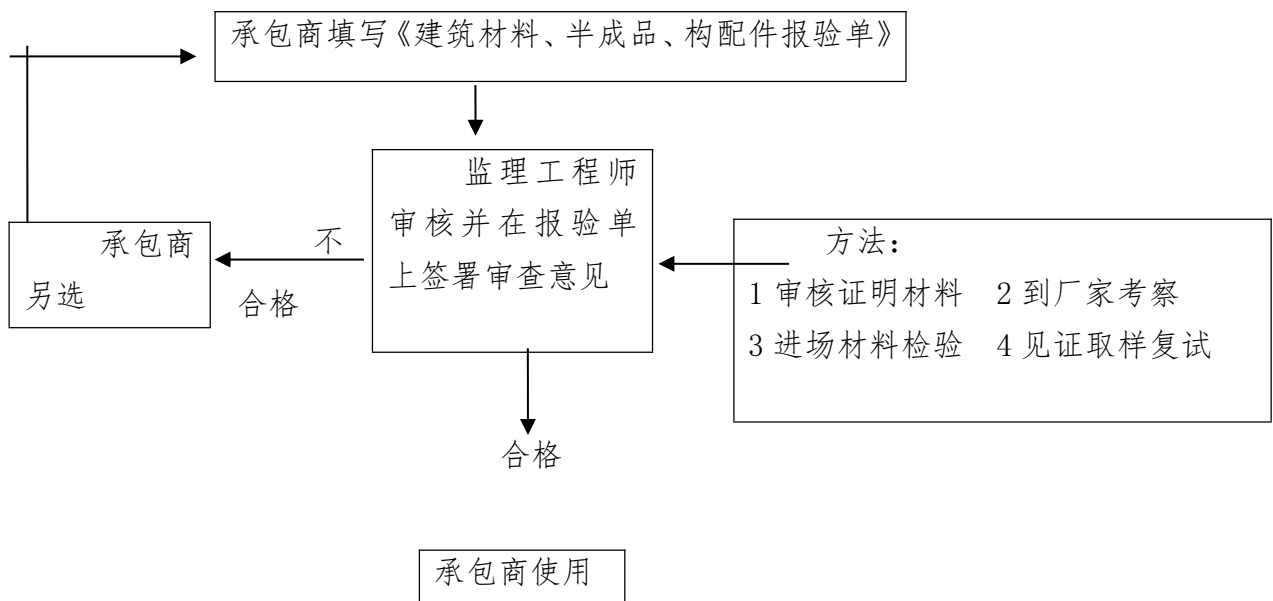 承包商填写《建筑材料、半成品、构配件报验单》
监理工程师
审核并在报验单
上签署审查意见
承包商
另选
不
合格
方法：
1 审核证明材料 2 到厂家考察
3 进场材料检验 4 见证取样复试
合格
承包商使用